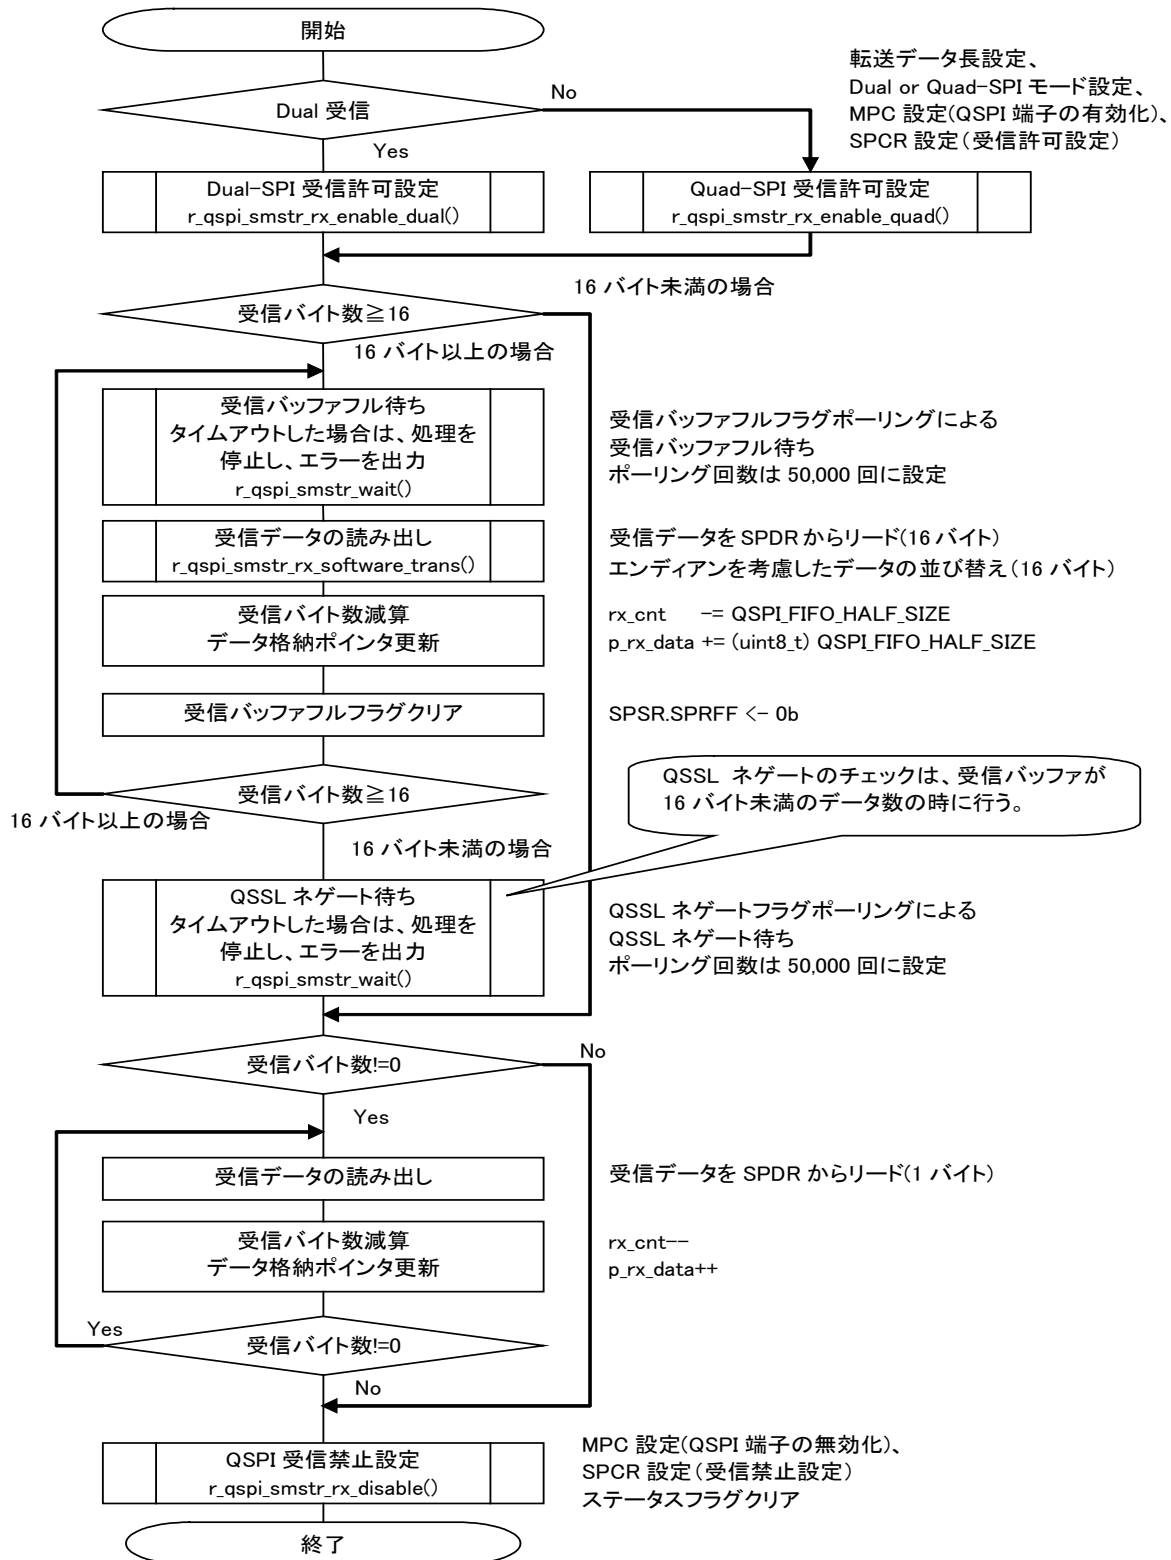 開始
転送データ長設定、
Dual or Quad-SPI モード設定、
MPC 設定(QSPI 端子の有効化)、
SPCR 設定（受信許可設定）
Dual 受信
No
Yes
Dual-SPI 受信許可設定
r_qspi_smstr_rx_enable_dual()
Quad-SPI 受信許可設定
r_qspi_smstr_rx_enable_quad()
16 バイト未満の場合
受信バイト数≧16
16 バイト以上の場合
受信バッファフル待ち
タイムアウトした場合は、処理を
停止し、エラーを出力
r_qspi_smstr_wait()
受信バッファフルフラグポーリングによる
受信バッファフル待ち
ポーリング回数は 50,000 回に設定
受信データの読み出し
r_qspi_smstr_rx_software_trans()
受信データを SPDR からリード(16 バイト)
エンディアンを考慮したデータの並び替え（16 バイト）
受信バイト数減算
データ格納ポインタ更新
rx_cnt -= QSPI_FIFO_HALF_SIZE
p_rx_data += (uint8_t) QSPI_FIFO_HALF_SIZE
受信バッファフルフラグクリア
SPSR.SPRFF <- 0b
受信バイト数≧16
16 バイト以上の場合
16 バイト未満の場合
QSSL ネゲートのチェックは、受信バッファが
16 バイト未満のデータ数の時に行う。
QSSL ネゲート待ち
タイムアウトした場合は、処理を
停止し、エラーを出力
r_qspi_smstr_wait()
QSSL ネゲートフラグポーリングによる
QSSL ネゲート待ち
ポーリング回数は 50,000 回に設定
受信バイト数!=0
No
Yes
受信データの読み出し
受信データを SPDR からリード(1 バイト)
受信バイト数減算
データ格納ポインタ更新
rx_cnt--
p_rx_data++
Yes
受信バイト数!=0
No
QSPI 受信禁止設定
r_qspi_smstr_rx_disable()
MPC 設定(QSPI 端子の無効化)、
SPCR 設定（受信禁止設定）
ステータスフラグクリア
終了